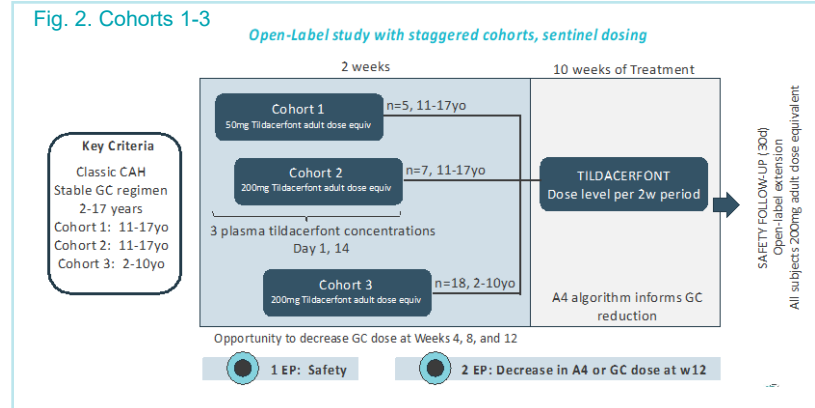 Fig. 2. Cohorts 1-3
Open-Label study with staggered cohorts, sentinel dosing
2 weeks
10 weeks of Treatment
Key Criteria
Classic CAH
Stable GC regimen
2-17 years
Cohort 1: 11-17yo
Cohort 2: 11-17yo
Cohort 3: 2-10yo
Cohort 1
50mg Tildacerfont adult dose equiv
n=5, 11-17yo
Cohort 2
200mg Tildacerfont adult dose equiv
n=7, 11-17yo
3 plasma tildacerfont concentrations
Day 1, 14
Cohort 3
200mg Tildacerfont adult dose equiv
n=18, 2-10yo
TILDACERFONT
Dose level per 2w period
A4 algorithm informs GC
reduction
SAFETY FOLLOW-UP (30d)
Open-label extension
All subjects 200mg adult dose equivalent
Opportunity to decrease GC dose at Weeks 4, 8, and 12
1 EP: Safety
2 EP: Decrease in A4 or GC dose at w12